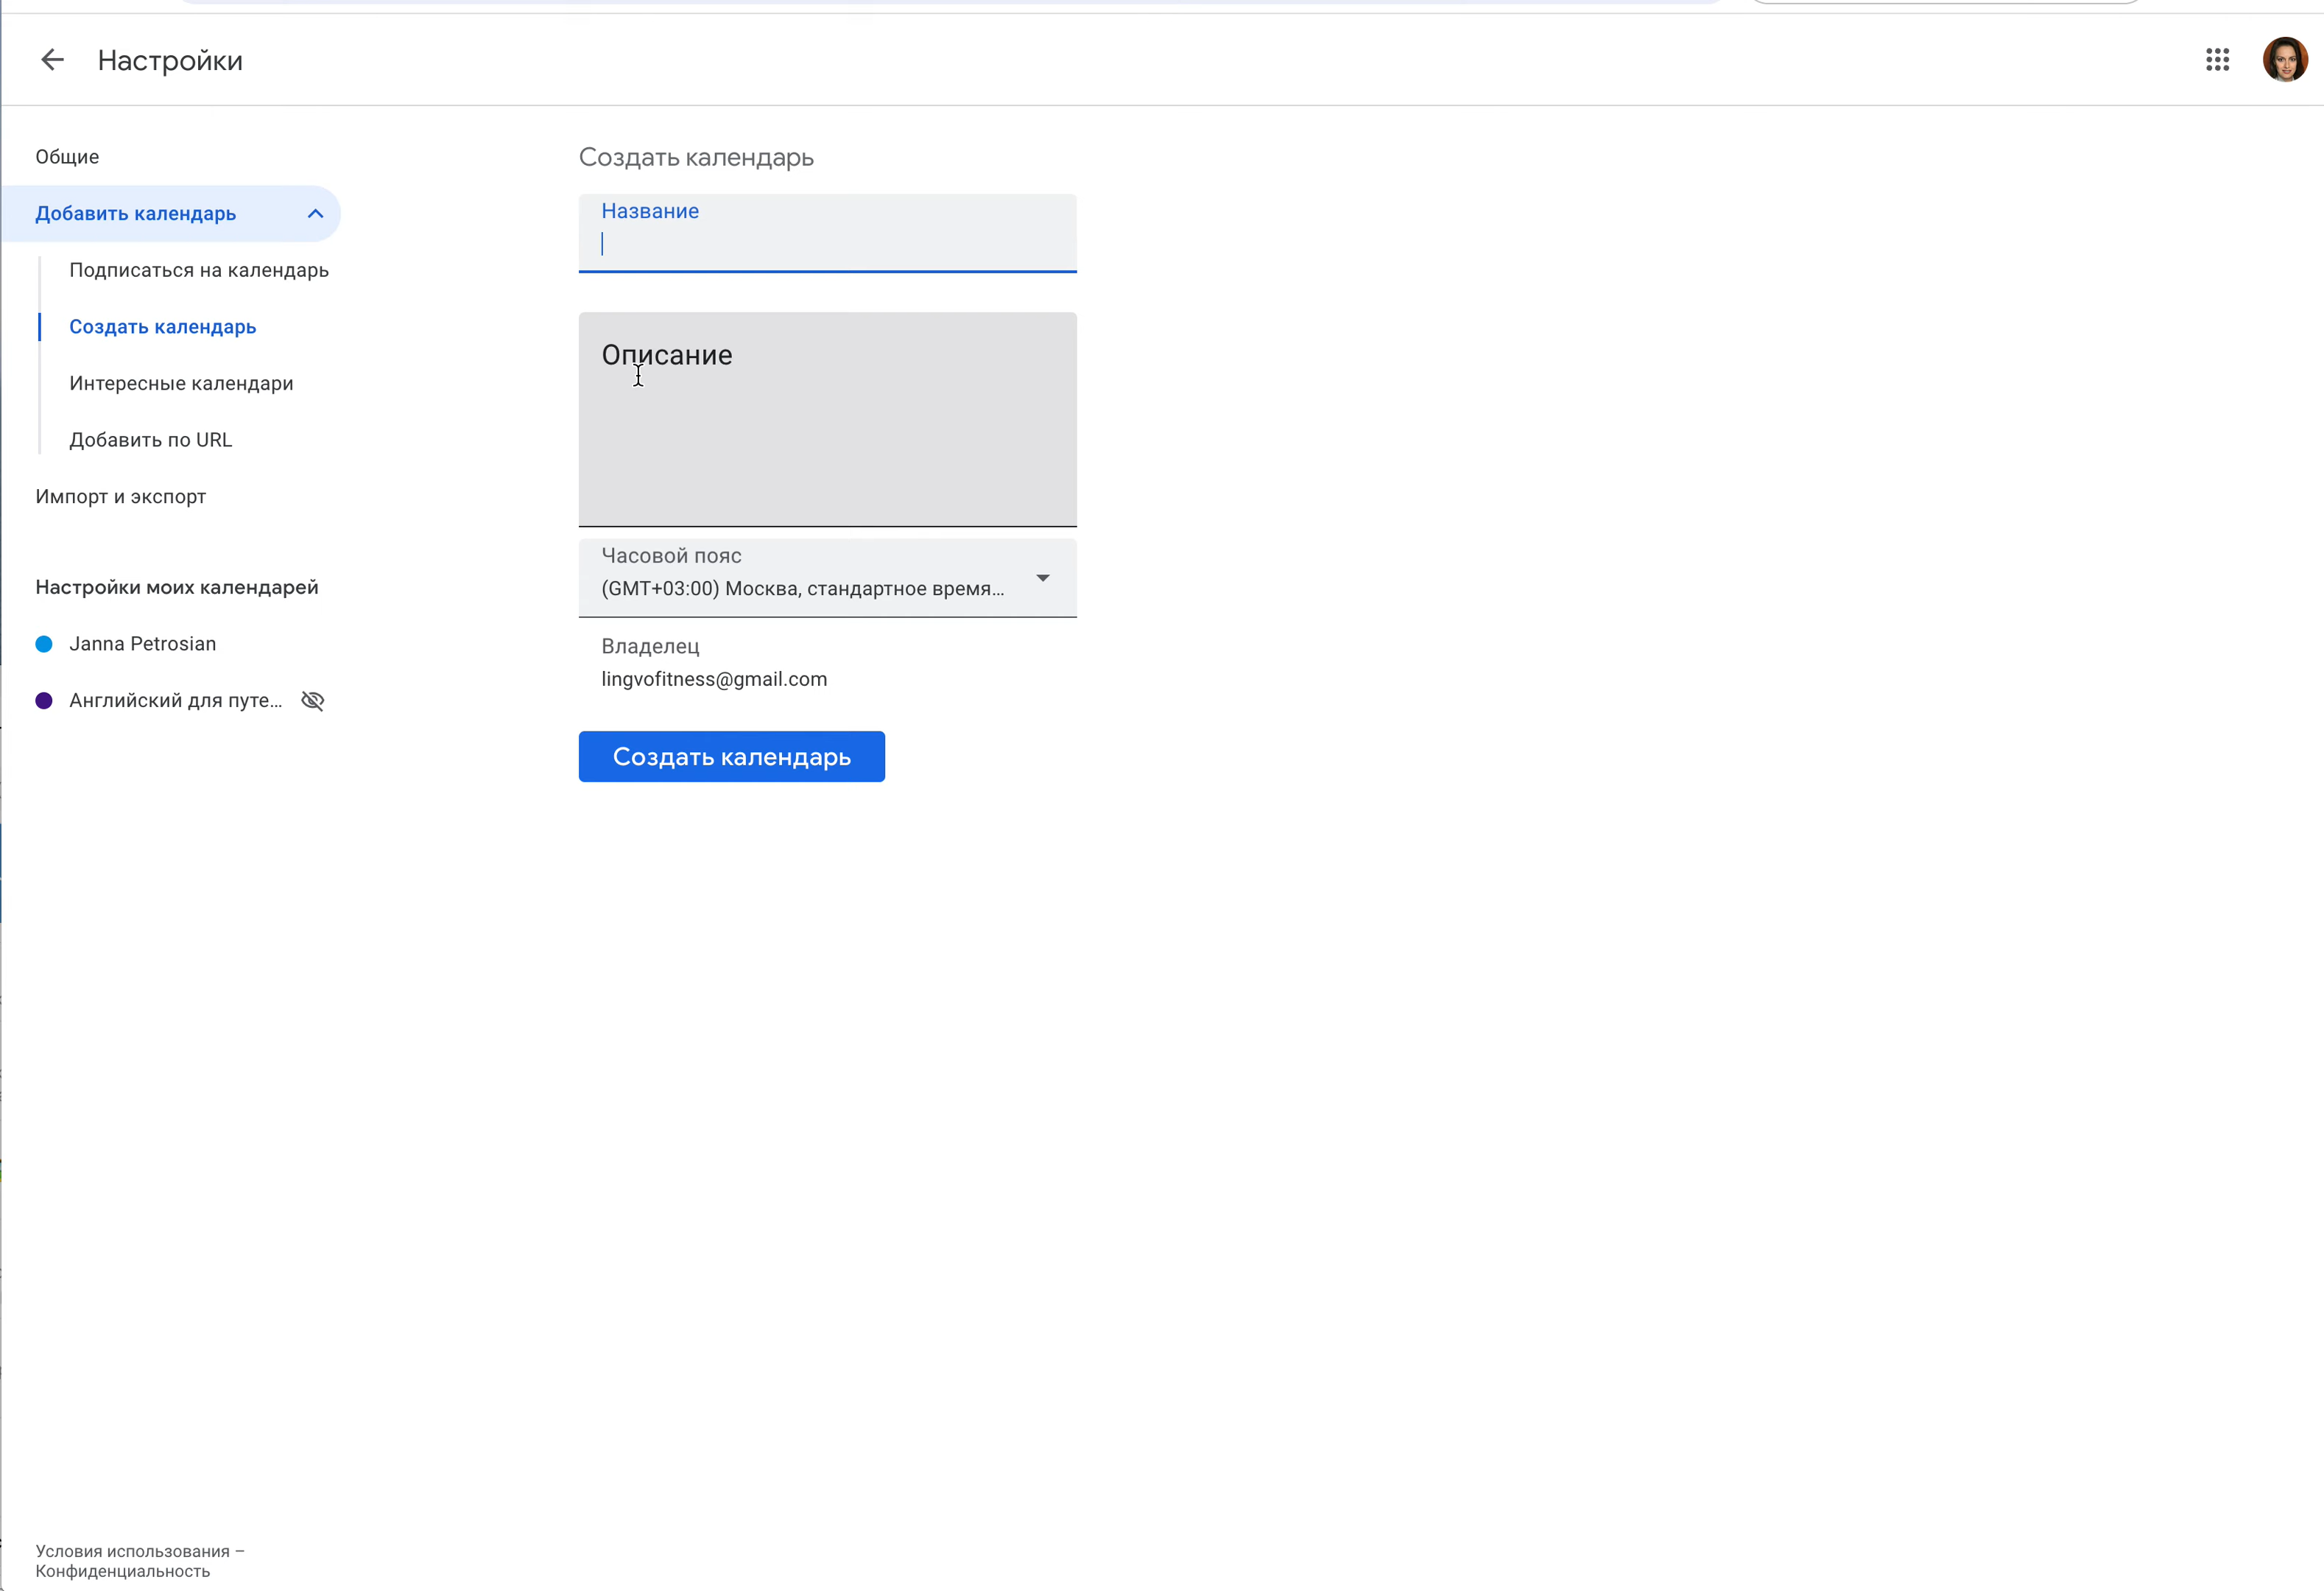 Настройки
Общие
Добавить календарь
Подписаться на календарь
Создать календарь
Интересные календари
Добавить по URL
Импорт и экспорт
Настройки моих календарей
Janna Petrosian
Английский для путе...
Условия использования –
Конфиденциальность
Создать календарь
Название
Описание
Часовой пояс
(GMT+03:00) Москва, стандартное время...
Владелец
lingvofitness@gmail.com
Создать календарь